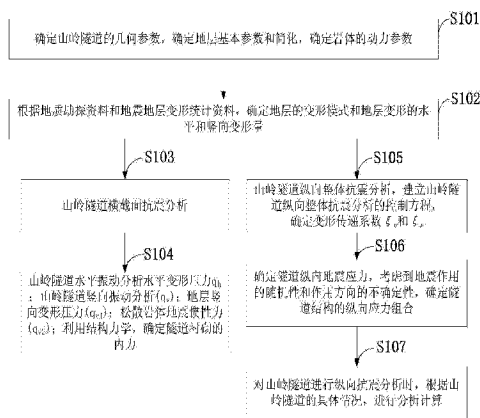 S101
确定山岭隧道的几何参数，确定地层基本参数和简化，确定岩体的动力参数
S102
根据地质勘探资料和地震地层变形统计资料，确定地层的变形模式和地层变形的水
平和竖向变形量
S103
山岭隧道横截面抗震分析
S104
山岭隧道水平振动分析水平变形压力qh
；山岭隧道竖向振动分析(qv)；地层竖
向变形压力(qv1)；松散岩体地震惯性力
(qv2)；利用结构力学，确定隧道衬砌的
内力
S105
山岭隧道纵向整体抗震分析，建立山岭隧
道纵向整体抗震分析的控制方程，
确定变形传递系数 ξu和ξw
S106
确定隧道纵向地震应力，考虑到地震作用
的随机性和作用方向的不确定性，确定隧
道结构的纵向应力组合
S107
对山岭隧道进行纵向抗震分析时，根据山
岭隧道的具体情况，进行分析计算